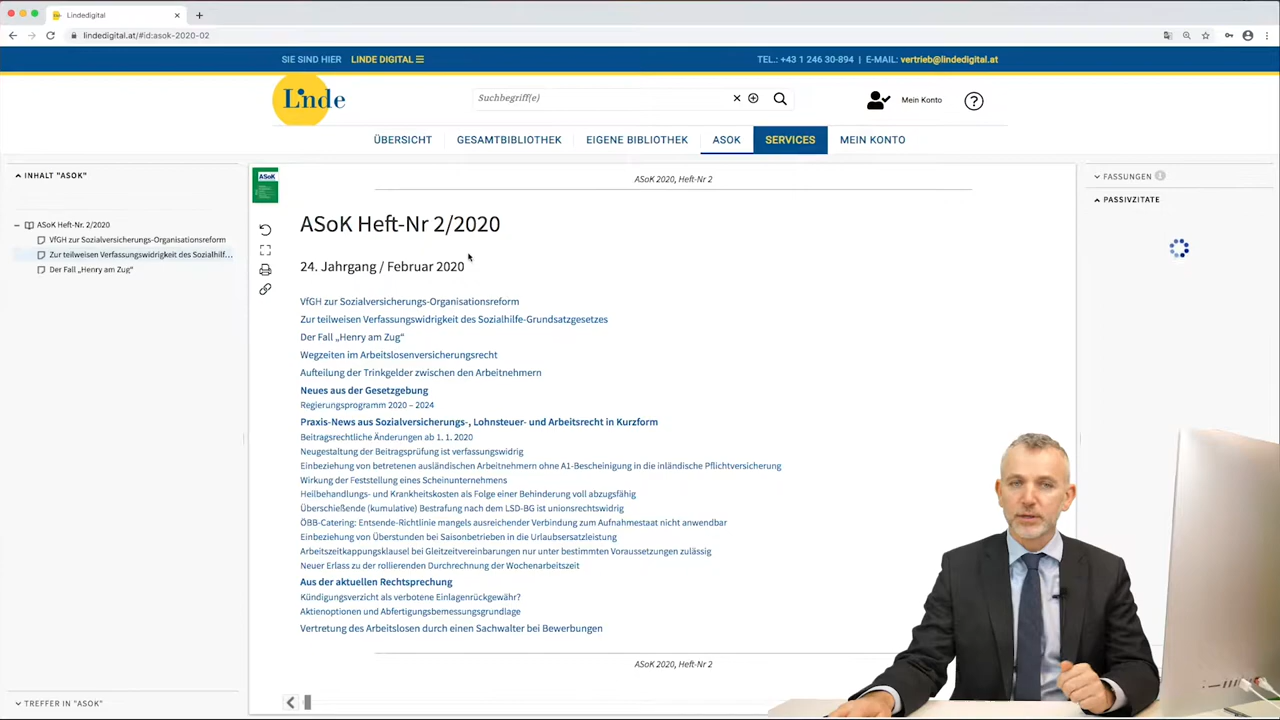 Lindedigital
lindedigital.at/#id:asok-2020-02
SIE SIND HIER LINDE DIGITAL
TEL.: +43 1 246 30-894 | E-MAIL: vertrieb@lindedigital.at
Linde
Suchbegriff(e)
Mein Konto
ÜBERSICHT GESAMTBIBLIOTHEK EIGENE BIBLIOTHEK ASOK SERVICES MEIN KONTO
INHALT "ASOK"
ASoK Heft-Nr. 2/2020
VfGH zur Sozialversicherungs-Organisationsreform
Zur teilweisen Verfassungswidrigkeit des Sozialhilf...
Der Fall „Henry am Zug“
TREFFER IN "ASOK"
ASoK
ASoK 2020, Heft-Nr 2
ASoK Heft-Nr 2/2020
24. Jahrgang / Februar 2020
VfGH zur Sozialversicherungs-Organisationsreform
Zur teilweisen Verfassungswidrigkeit des Sozialhilfe-Grundsatzgesetzes
Der Fall „Henry am Zug“
Wegzeiten im Arbeitslosenversicherungsrecht
Aufteilung der Trinkgelder zwischen den Arbeitnehmern
Neues aus der Gesetzgebung
Regierungsprogramm 2020 – 2024
Praxis-News aus Sozialversicherungs-, Lohnsteuer- und Arbeitsrecht in Kurzform
Beitragsrechtliche Änderungen ab 1. 1. 2020
Neugestaltung der Beitragsprüfung ist verfassungswidrig
Einbeziehung von betretenen ausländischen Arbeitnehmern ohne A1-Bescheinigung in die inländische Pflichtversicherung
Wirkung der Feststellung eines Scheinunternehmens
Heilbehandlungs- und Krankheitskosten als Folge einer Behinderung voll abzugsfähig
Überschießende (kumulative) Bestrafung nach dem LSD-BG ist unionsrechtswidrig
ÖBB-Catering: Entsende-Richtlinie mangels ausreichender Verbindung zum Aufnahmestaat nicht anwendbar
Einbeziehung von Überstunden bei Saisonbetrieben in die Urlaubsersatzleistung
Arbeitszeitkappungsklausel bei Gleitzeitvereinbarungen nur unter bestimmten Voraussetzungen zulässig
Neuer Erlass zu der rollierenden Durchrechnung der Wochenarbeitszeit
Aus der aktuellen Rechtsprechung
Kündigungsverzicht als verbotene Einlagenrückgewähr?
Aktienoptionen und Abfertigungsbemessungsgrundlage
Vertretung des Arbeitslosen durch einen Sachwalter bei Bewerbungen
ASoK 2020, Heft-Nr 2
FASSUNGEN
PASSIVZITATE